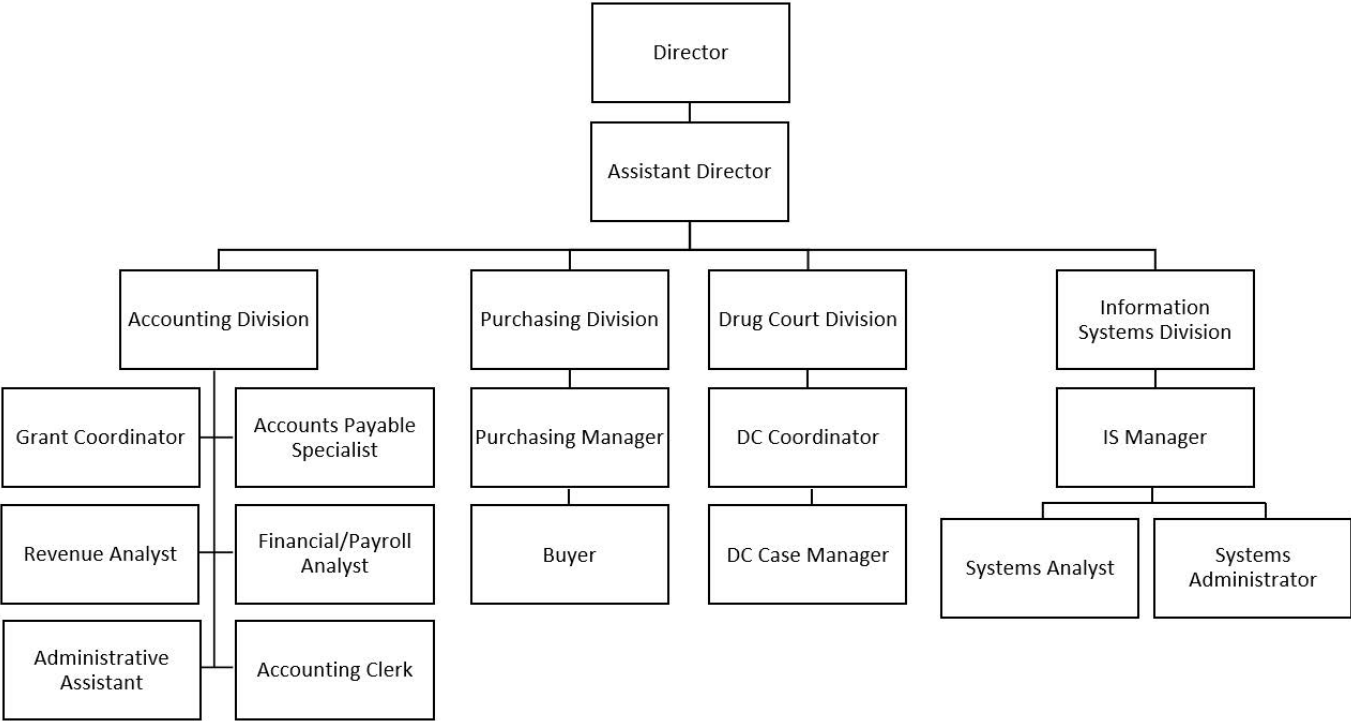 Director
Assistant Director
Accounting Division
Purchasing Division
Drug Court Division
Information
Systems Division
Grant Coordinator
Accounts Payable
Specialist
Purchasing Manager
DC Coordinator
IS Manager
Revenue Analyst
Financial/Payroll
Analyst
Buyer
DC Case Manager
Systems Analyst
Systems
Administrator
Administrative
Assistant
Accounting Clerk